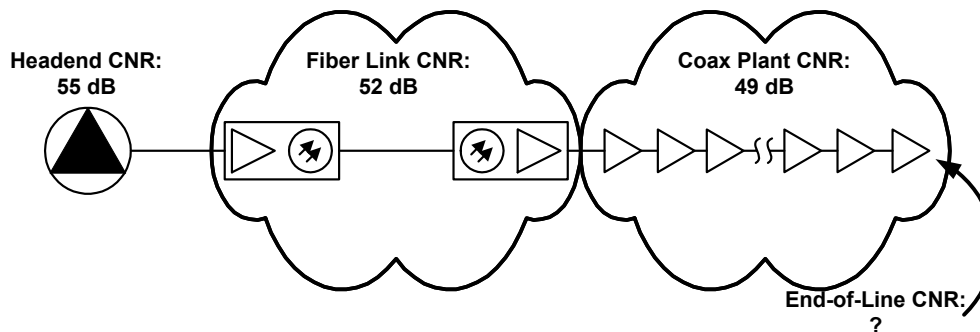 Headend CNR:
55 dB
Fiber Link CNR:
52 dB
Coax Plant CNR:
49 dB
End-of-Line CNR:
?